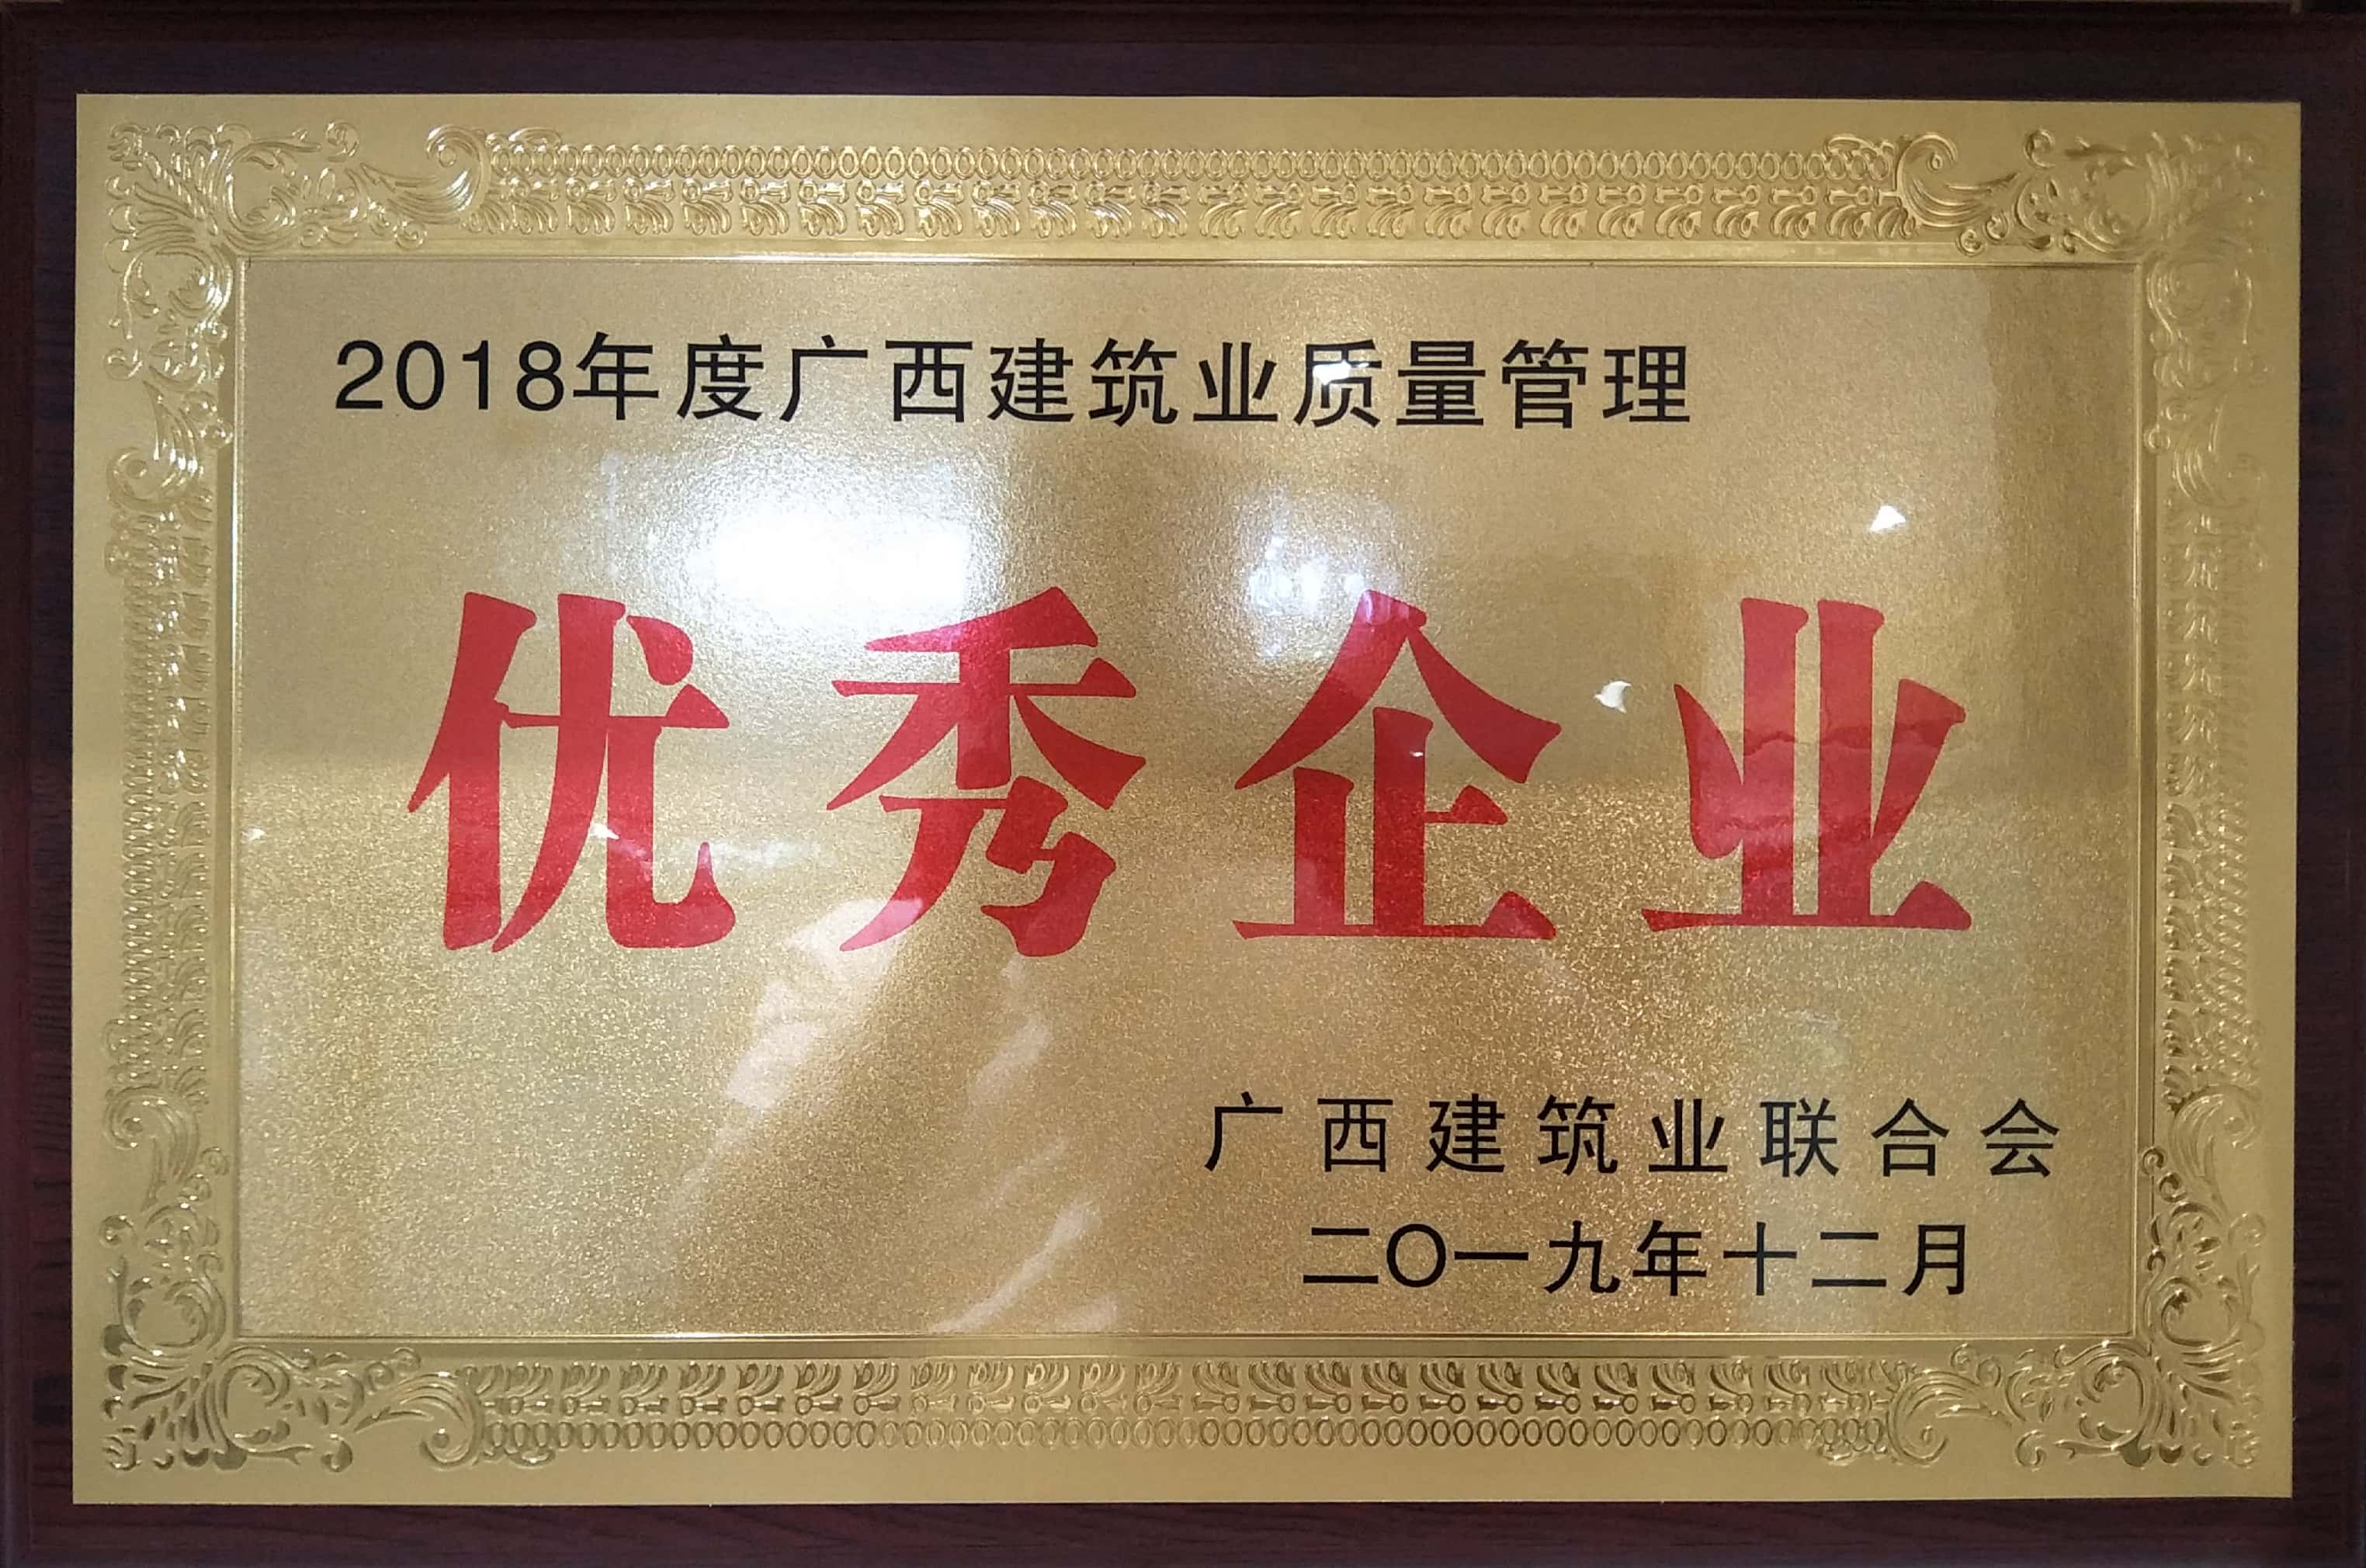 2018年度广西建筑业质量管理
优秀企业
广西建筑业联合会
二〇一九年十二月